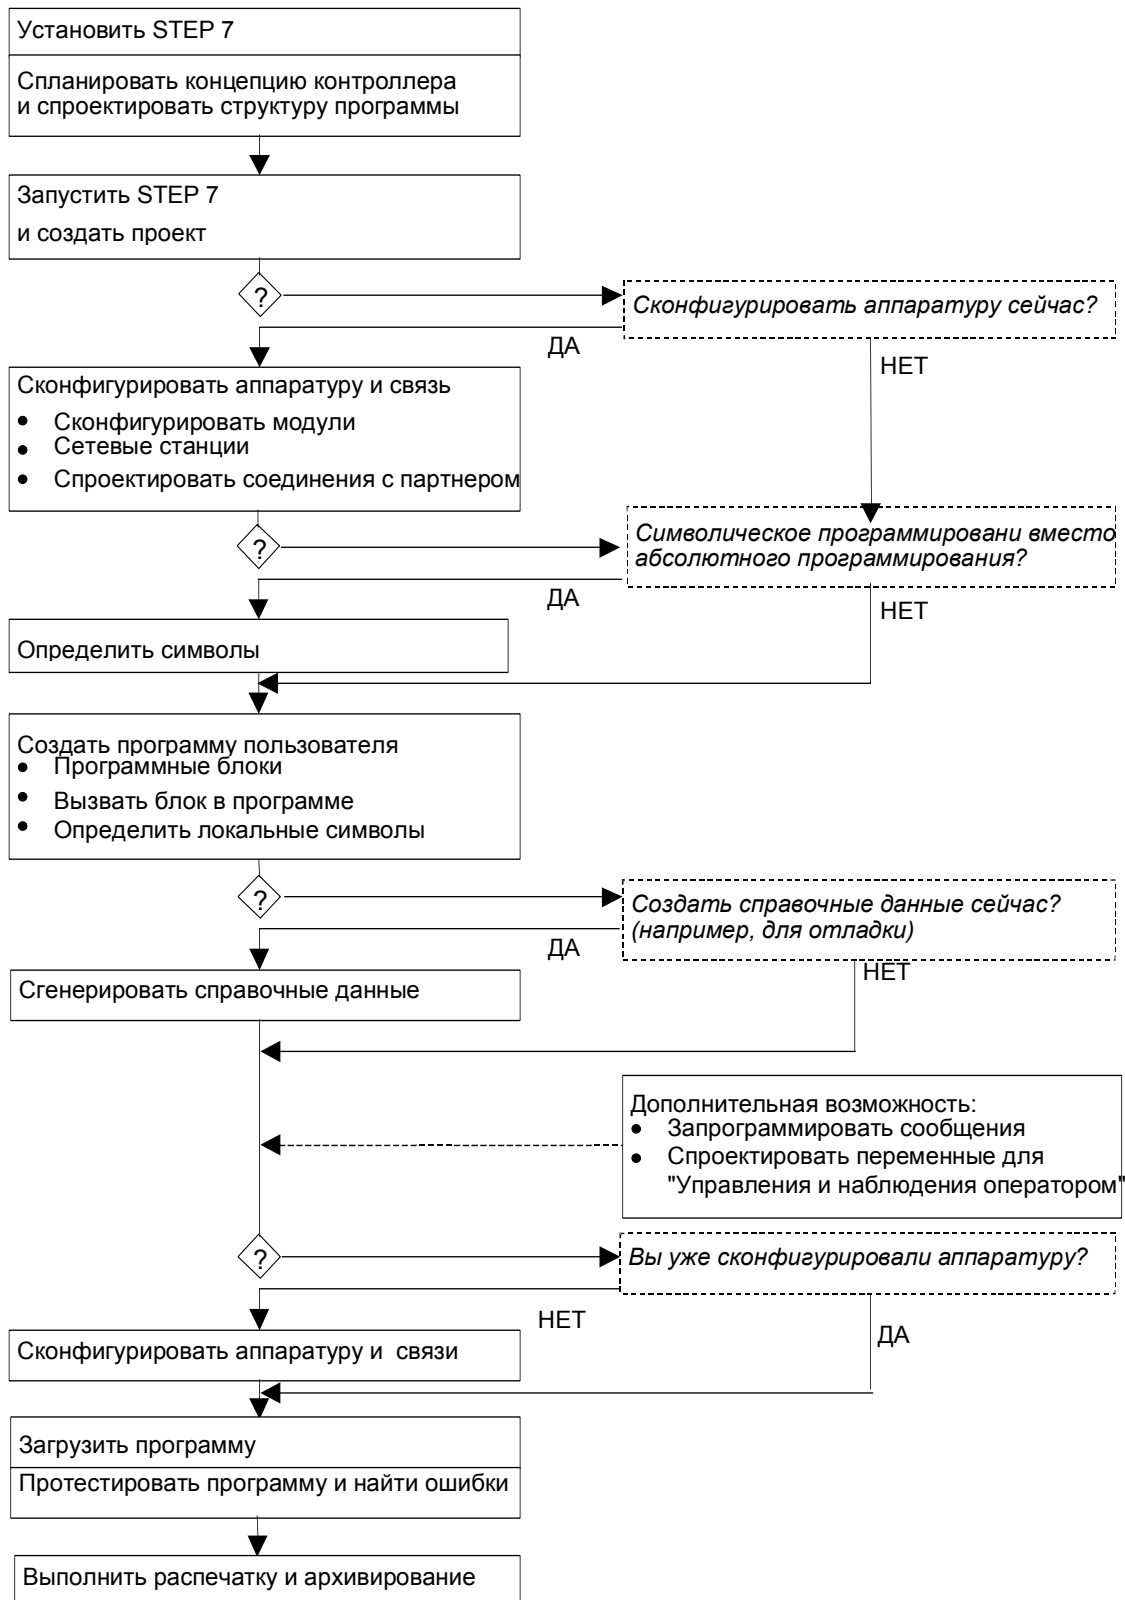 Установить STEP 7
Спланировать концепцию контроллера
и спроектировать структуру программы
Запустить STEP 7
и создать проект
?
Сконфигурировать аппаратуру сейчас?
ДА
НЕТ
Сконфигурировать аппаратуру и связь
• Сконфигурировать модули
• Сетевые станции
• Спроектировать соединения с партнером
?
Символическое программировани вместо
абсолютного программирования?
ДА
НЕТ
Определить символы
Создать программу пользователя
• Программные блоки
• Вызвать блок в программе
• Определить локальные символы
?
Создать справочные данные сейчас?
(например, для отладки)
ДА
НЕТ
Сгенерировать справочные данные
Дополнительная возможность:
• Запрограммировать сообщения
• Спроектировать переменные для
"Управления и наблюдения оператором"
?
Вы уже сконфигурировали аппаратуру?
НЕТ
ДА
Сконфигурировать аппаратуру и связи
Загрузить программу
Протестировать программу и найти ошибки
Выполнить распечатку и архивирование